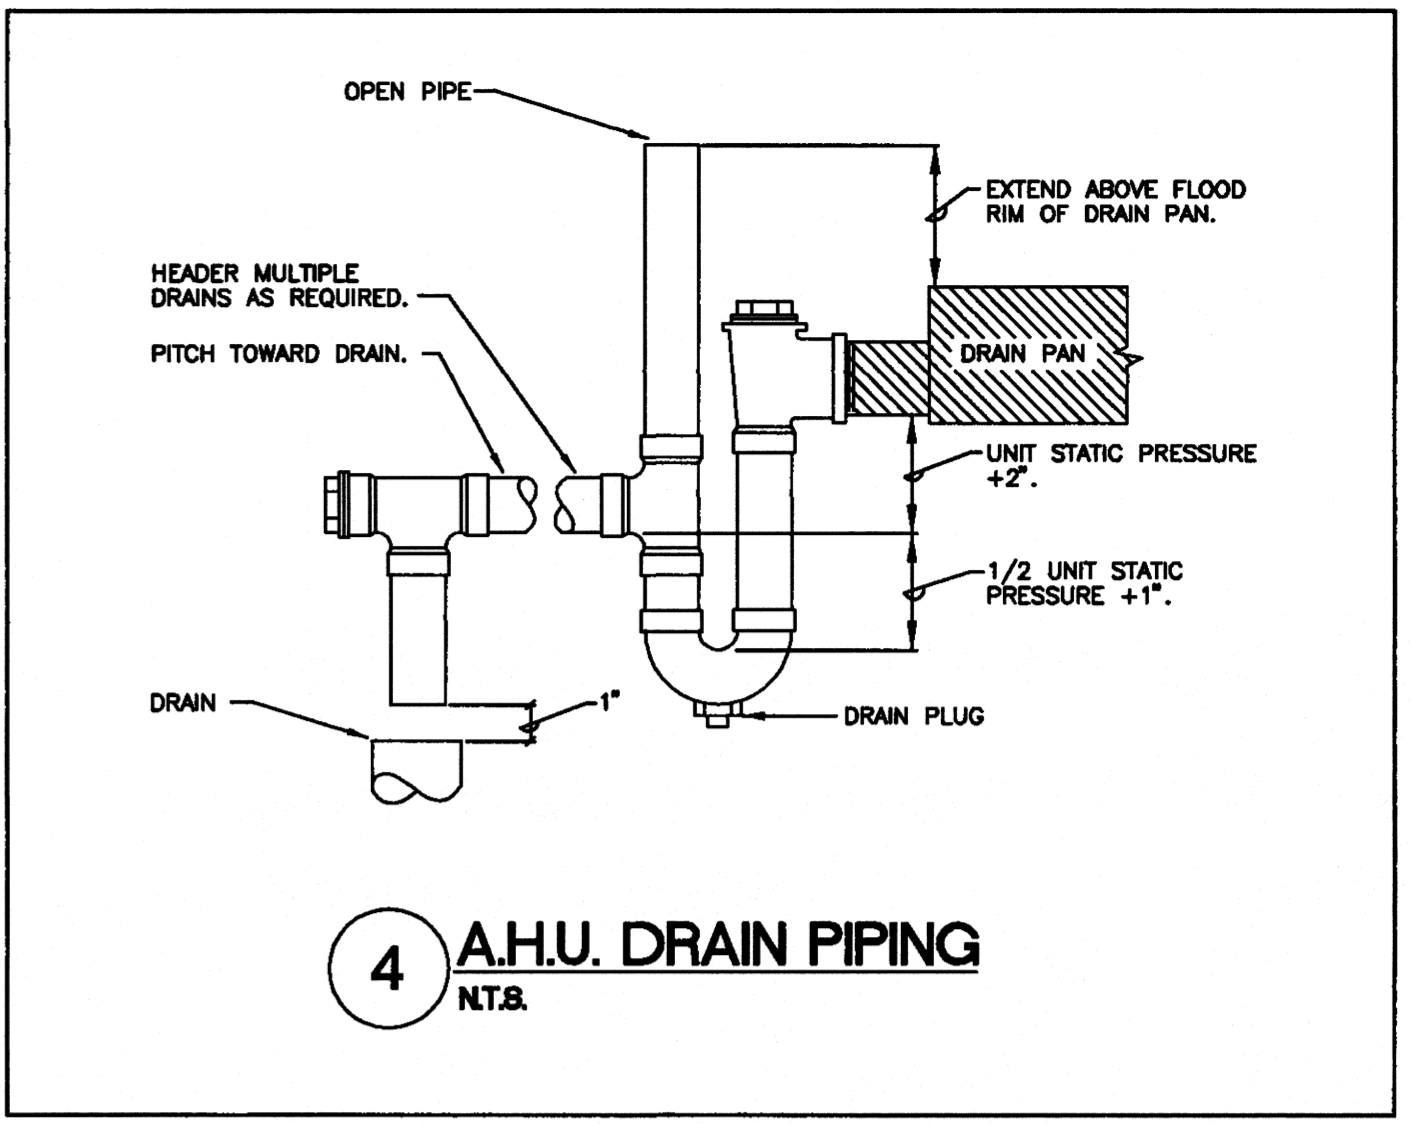 OPEN PIPE
EXTEND ABOVE FLOOD
RIM OF DRAIN PAN.
HEADER MULTIPLE
DRAINS AS REQUIRED.
PITCH TOWARD DRAIN.
DRAIN PAN
UNIT STATIC PRESSURE
+2".
1/2 UNIT STATIC
PRESSURE +1".
DRAIN
1"
DRAIN PLUG
4
A.H.U. DRAIN PIPING
N.T.S.